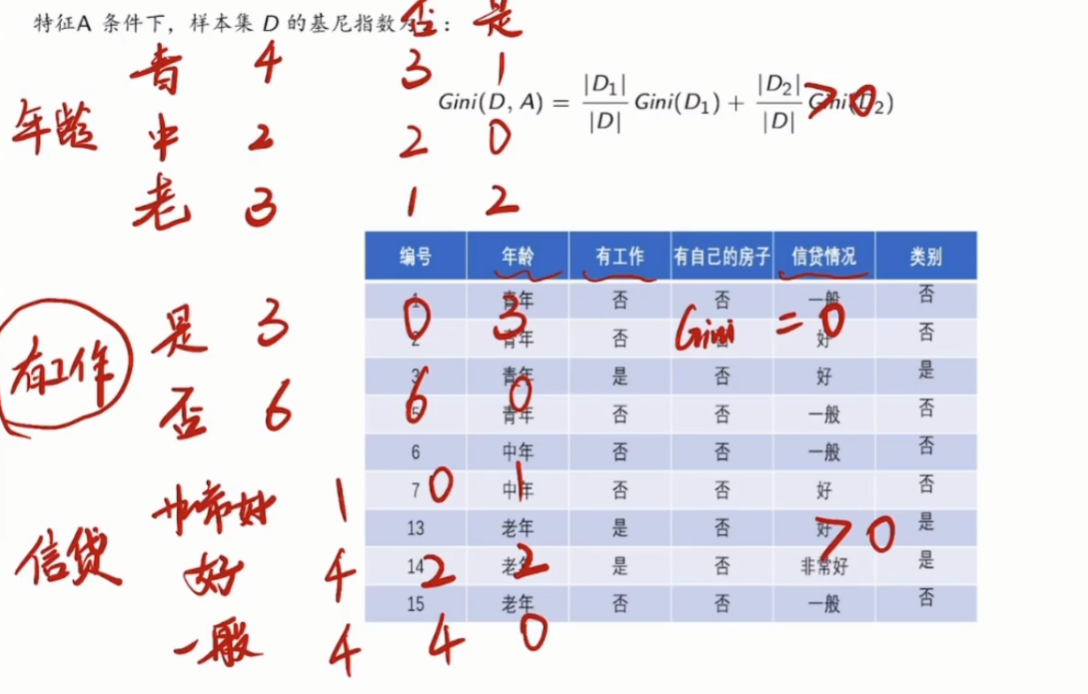 特征A 条件下，样本集 D 的基尼指数为：
否 是
年龄
青 4 3 1
中 2 2 0
老 3 1 2
Gini(D, A) = |D₁|/|D| Gini(D₁) + |D₂|/|D| Gini(D₂)
>0
有工作
是 3 0 3
否 6 6 0
Gini = 0
信贷
非常好 1 0 1
好 4 2 2
一般 4 4 0
>0
编号 年龄 有工作 有自己的房子 信贷情况 类别
1 青年 否 否 一般 否
2 青年 否 否 好 否
3 青年 是 否 好 是
5 青年 否 否 一般 否
6 中年 否 否 一般 否
7 中年 否 否 好 否
13 老年 是 否 好 是
14 老年 是 否 非常好 是
15 老年 否 否 一般 否